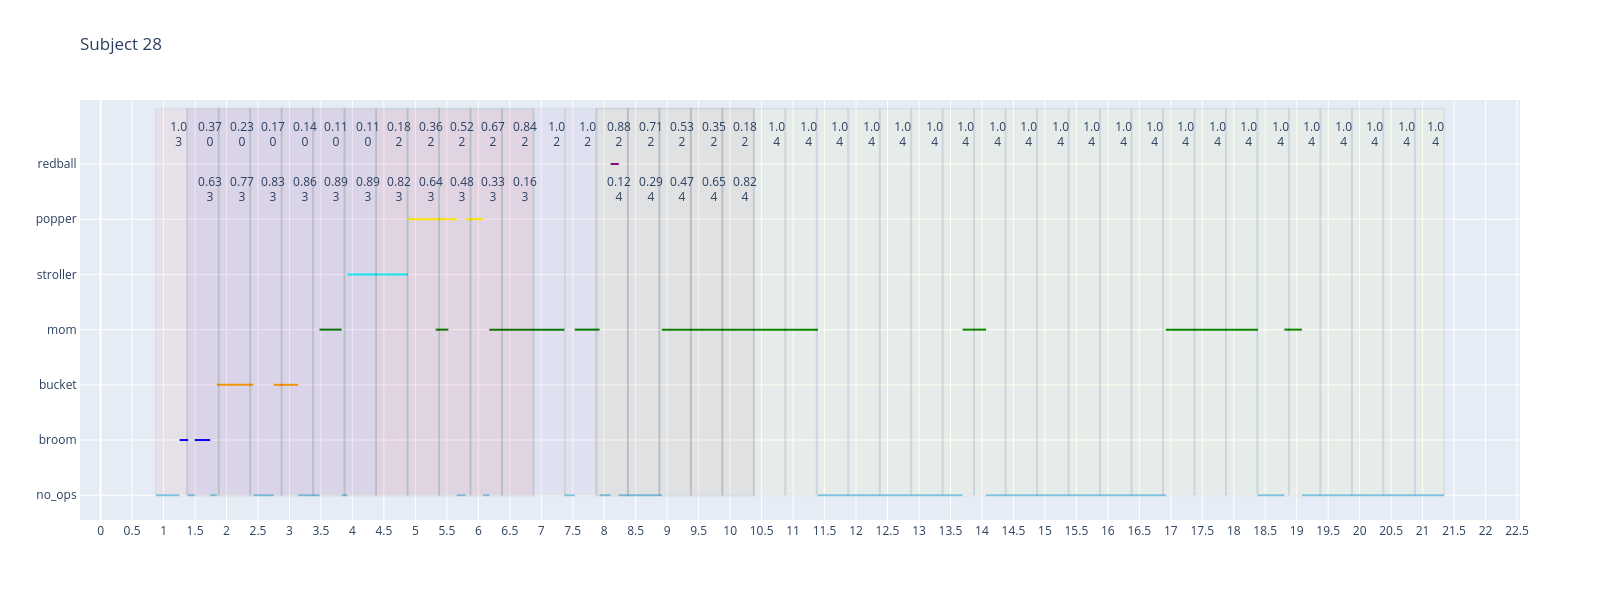 Subject 28
1.0 0.37 0.23 0.17 0.14 0.11 0.11 0.18 0.36 0.52 0.67 0.84 1.0 1.0 0.88 0.71 0.53 0.35 0.18 1.0 1.0 1.0 1.0 1.0 1.0 1.0 1.0 1.0 1.0 1.0 1.0 1.0 1.0 1.0 1.0 1.0 1.0 1.0 1.0 1.0 1.0
3 0 0 0 0 0 0 2 2 2 2 2 2 2 2 2 2 2 2 4 4 4 4 4 4 4 4 4 4 4 4 4 4 4 4 4 4 4 4 4 4
redball
0.63 0.77 0.83 0.86 0.89 0.89 0.82 0.64 0.48 0.33 0.16 0.12 0.29 0.47 0.65 0.82
3 3 3 3 3 3 3 3 3 3 3 4 4 4 4 4
popper
stroller
mom
bucket
broom
no_ops
0 0.5 1 1.5 2 2.5 3 3.5 4 4.5 5 5.5 6 6.5 7 7.5 8 8.5 9 9.5 10 10.5 11 11.5 12 12.5 13 13.5 14 14.5 15 15.5 16 16.5 17 17.5 18 18.5 19 19.5 20 20.5 21 21.5 22 22.5